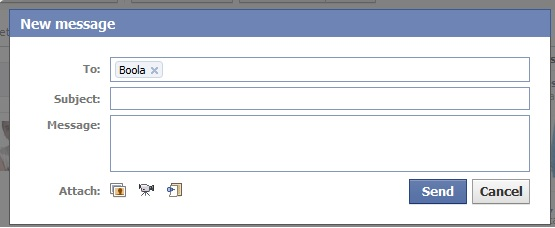 New message
To: Boola
Subject:
Message:
Attach: Send Cancel